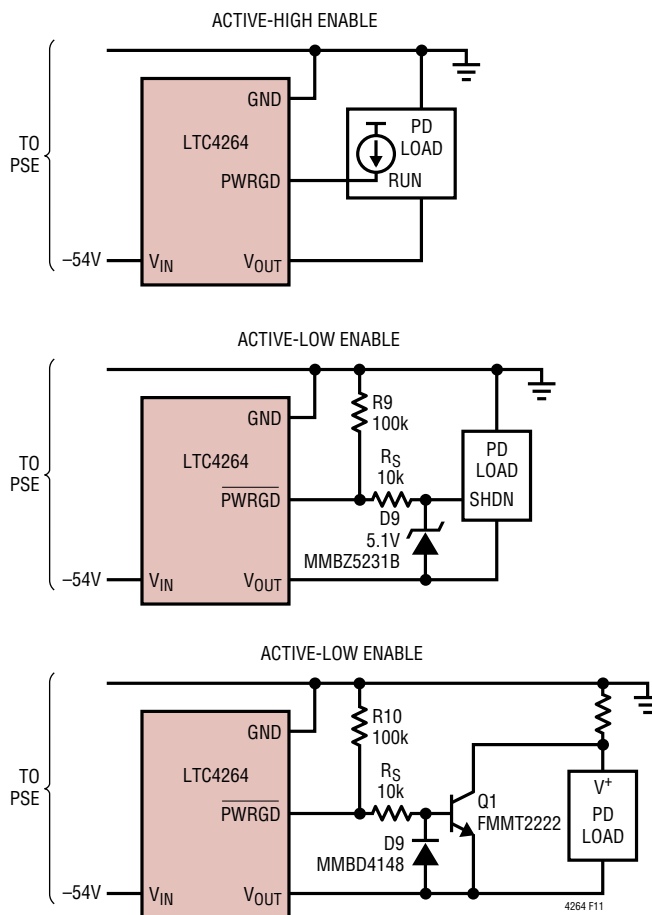 ACTIVE-HIGH ENABLE
GND
TO
PSE
LTC4264
PD
LOAD
PWRGD
RUN
–54V
VIN
VOUT
ACTIVE-LOW ENABLE
GND
R9
100k
TO
PSE
LTC4264
RS
10k
PD
LOAD
PWRGD
SHDN
D9
5.1V
MMBZ5231B
–54V
VIN
VOUT
ACTIVE-LOW ENABLE
GND
R10
100k
TO
PSE
LTC4264
RS
10k
V+
PD
LOAD
PWRGD
Q1
FMMT2222
D9
MMBD4148
–54V
VIN
VOUT
4264 F11